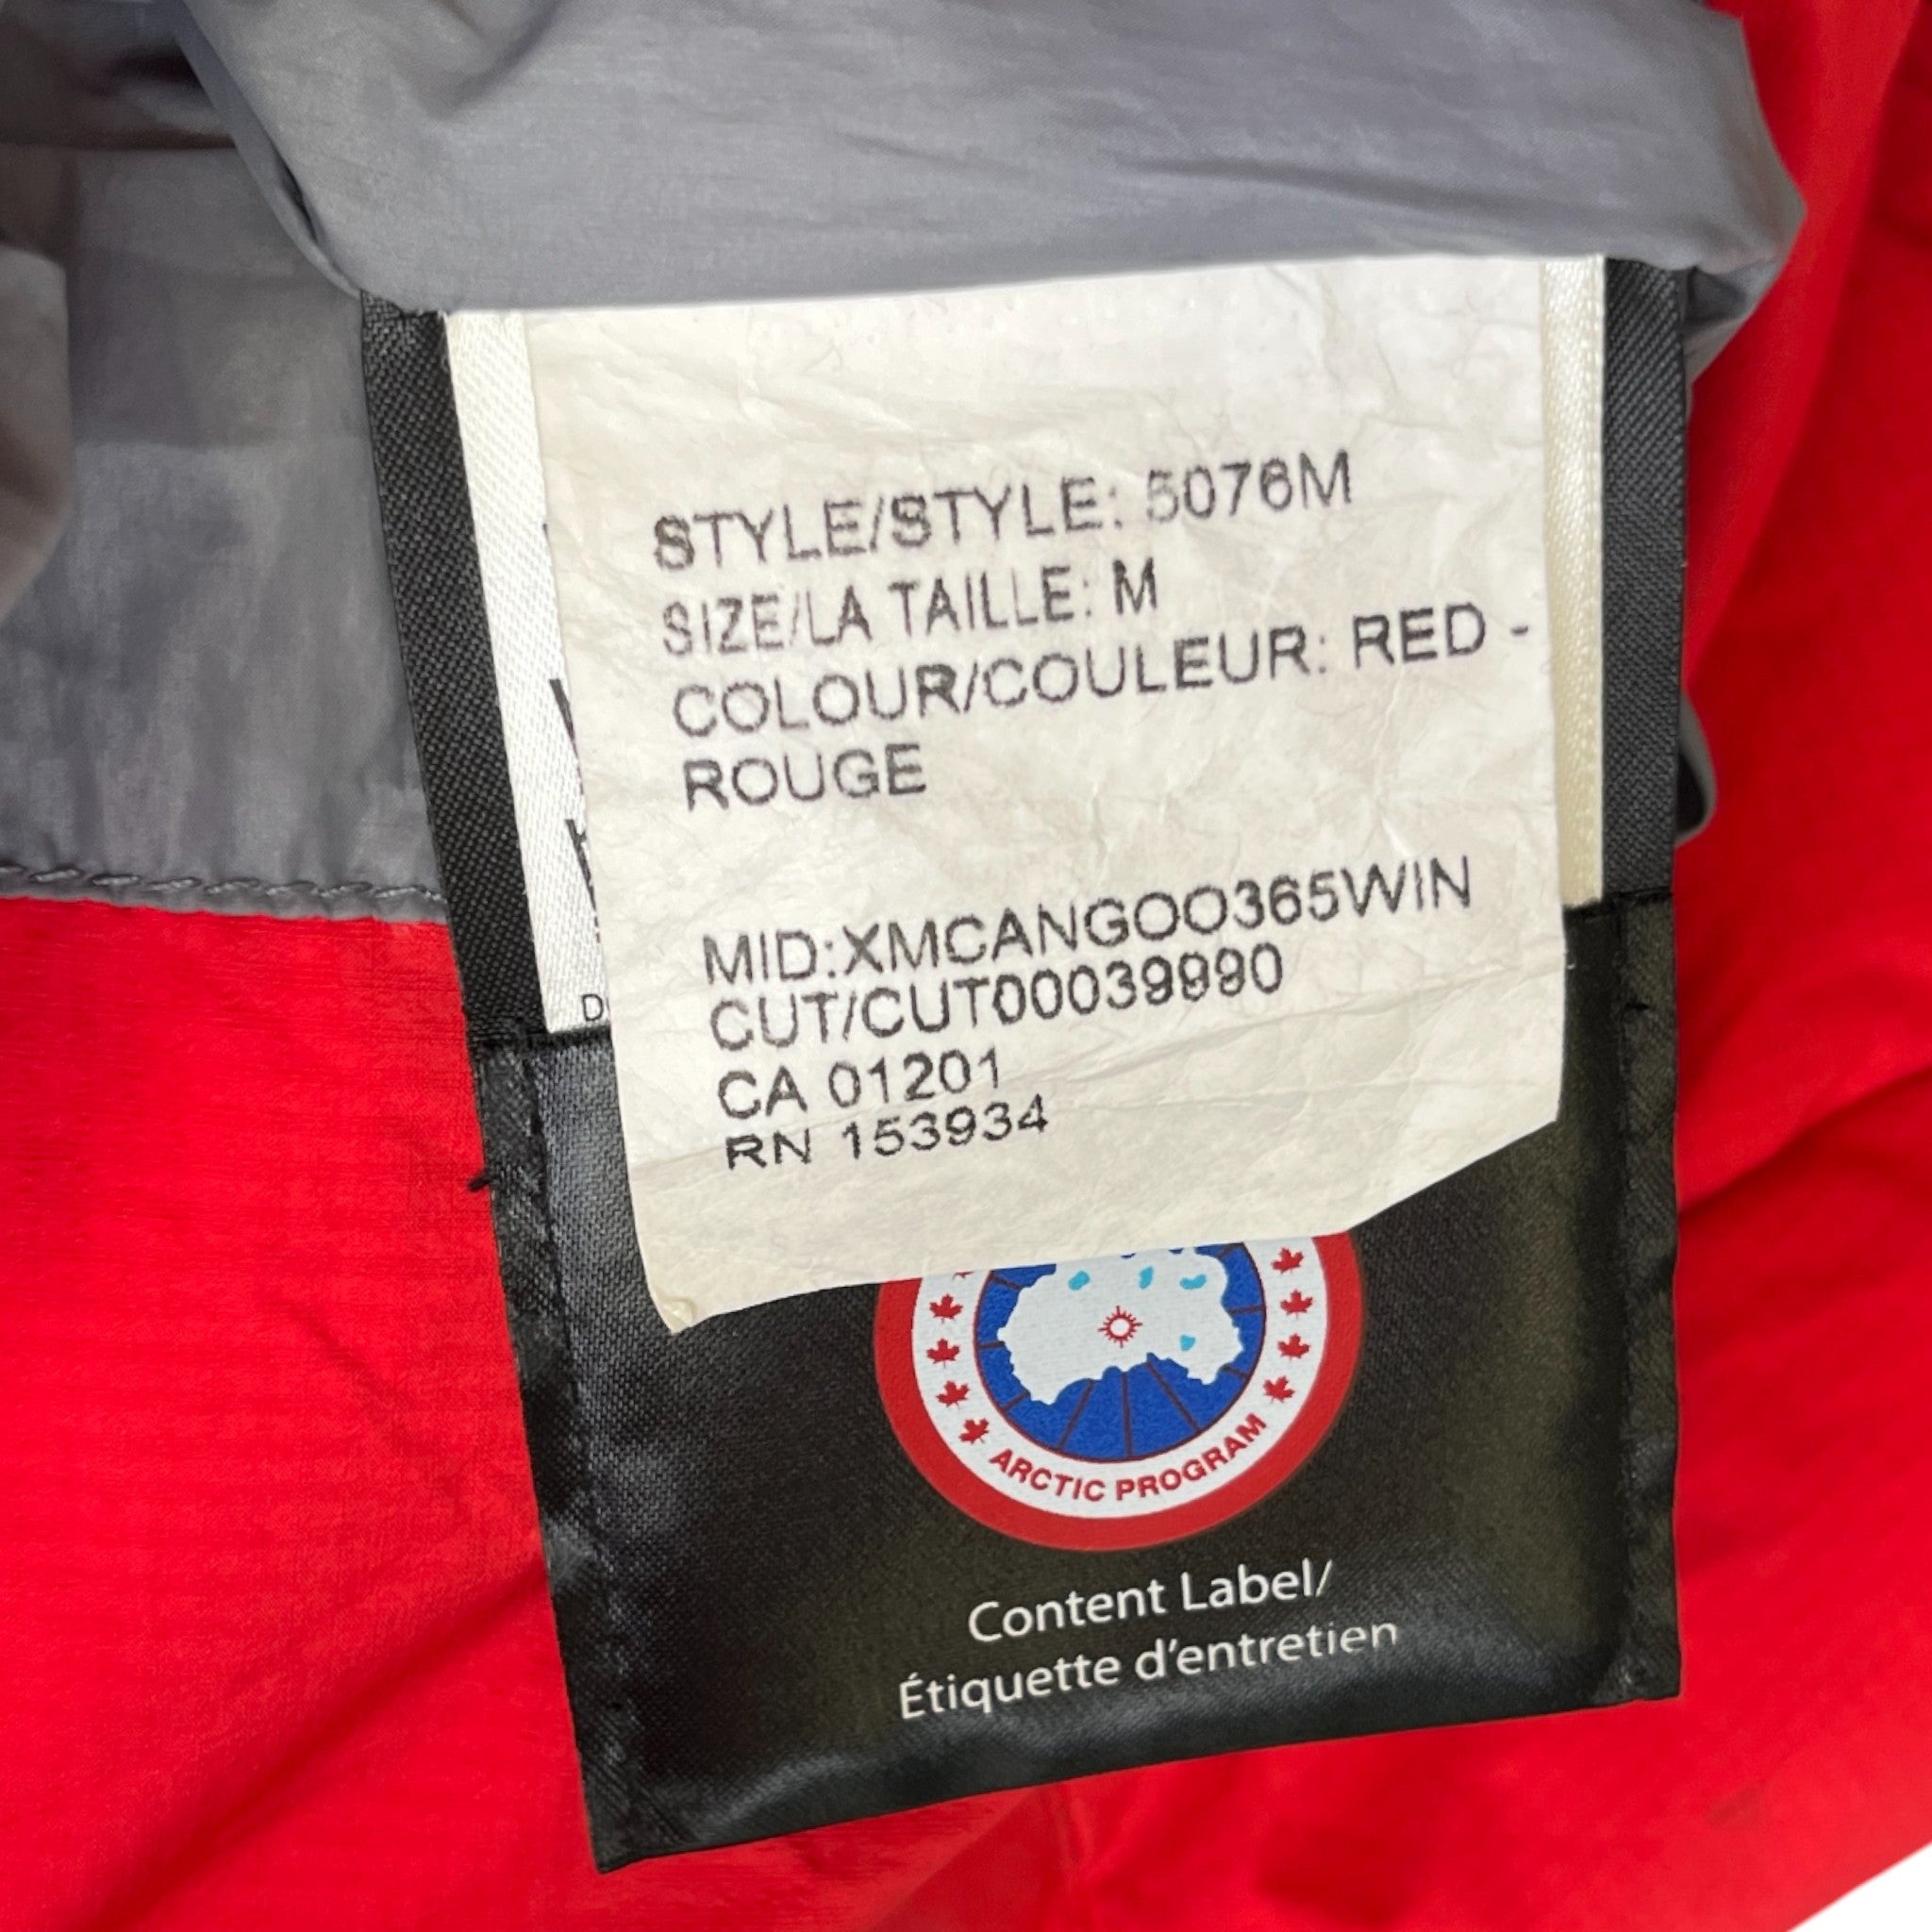 STYLE/STYLE: 5076M
SIZE/LA TAILLE: M
COLOUR/COULEUR: RED -
ROUGE
MID:XMCANGOO365WIN
CUT/CUT00039990
CA 01201
RN 153934
ARCTIC PROGRAM
Content Label/
Étiquette d'entretien